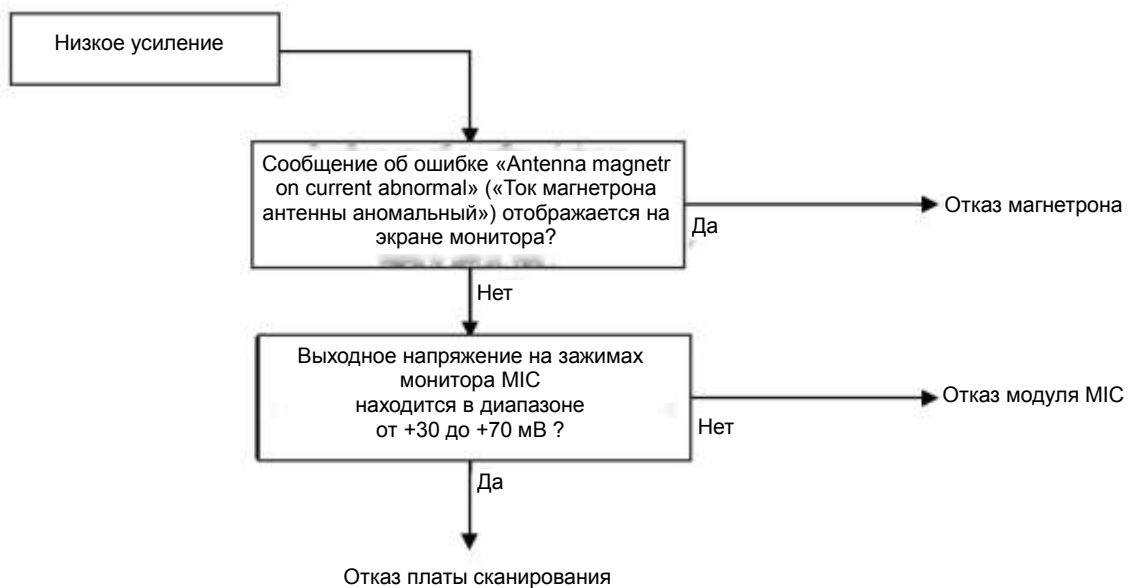 Низкое усиление
Сообщение об ошибке «Antenna magnetr
on current abnormal» («Ток магнетрона
антенны аномальный») отображается на
экране монитора?
Да
Отказ магнетрона
Нет
Выходное напряжение на зажимах
монитора MIC
находится в диапазоне
от +30 до +70 мВ ?
Нет
Отказ модуля MIC
Да
Отказ платы сканирования